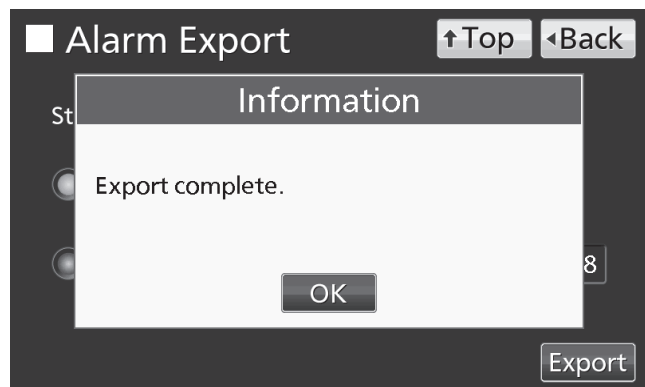 Alarm Export
↑Top
◂Back
Information
St
Export complete.
8
OK
Export